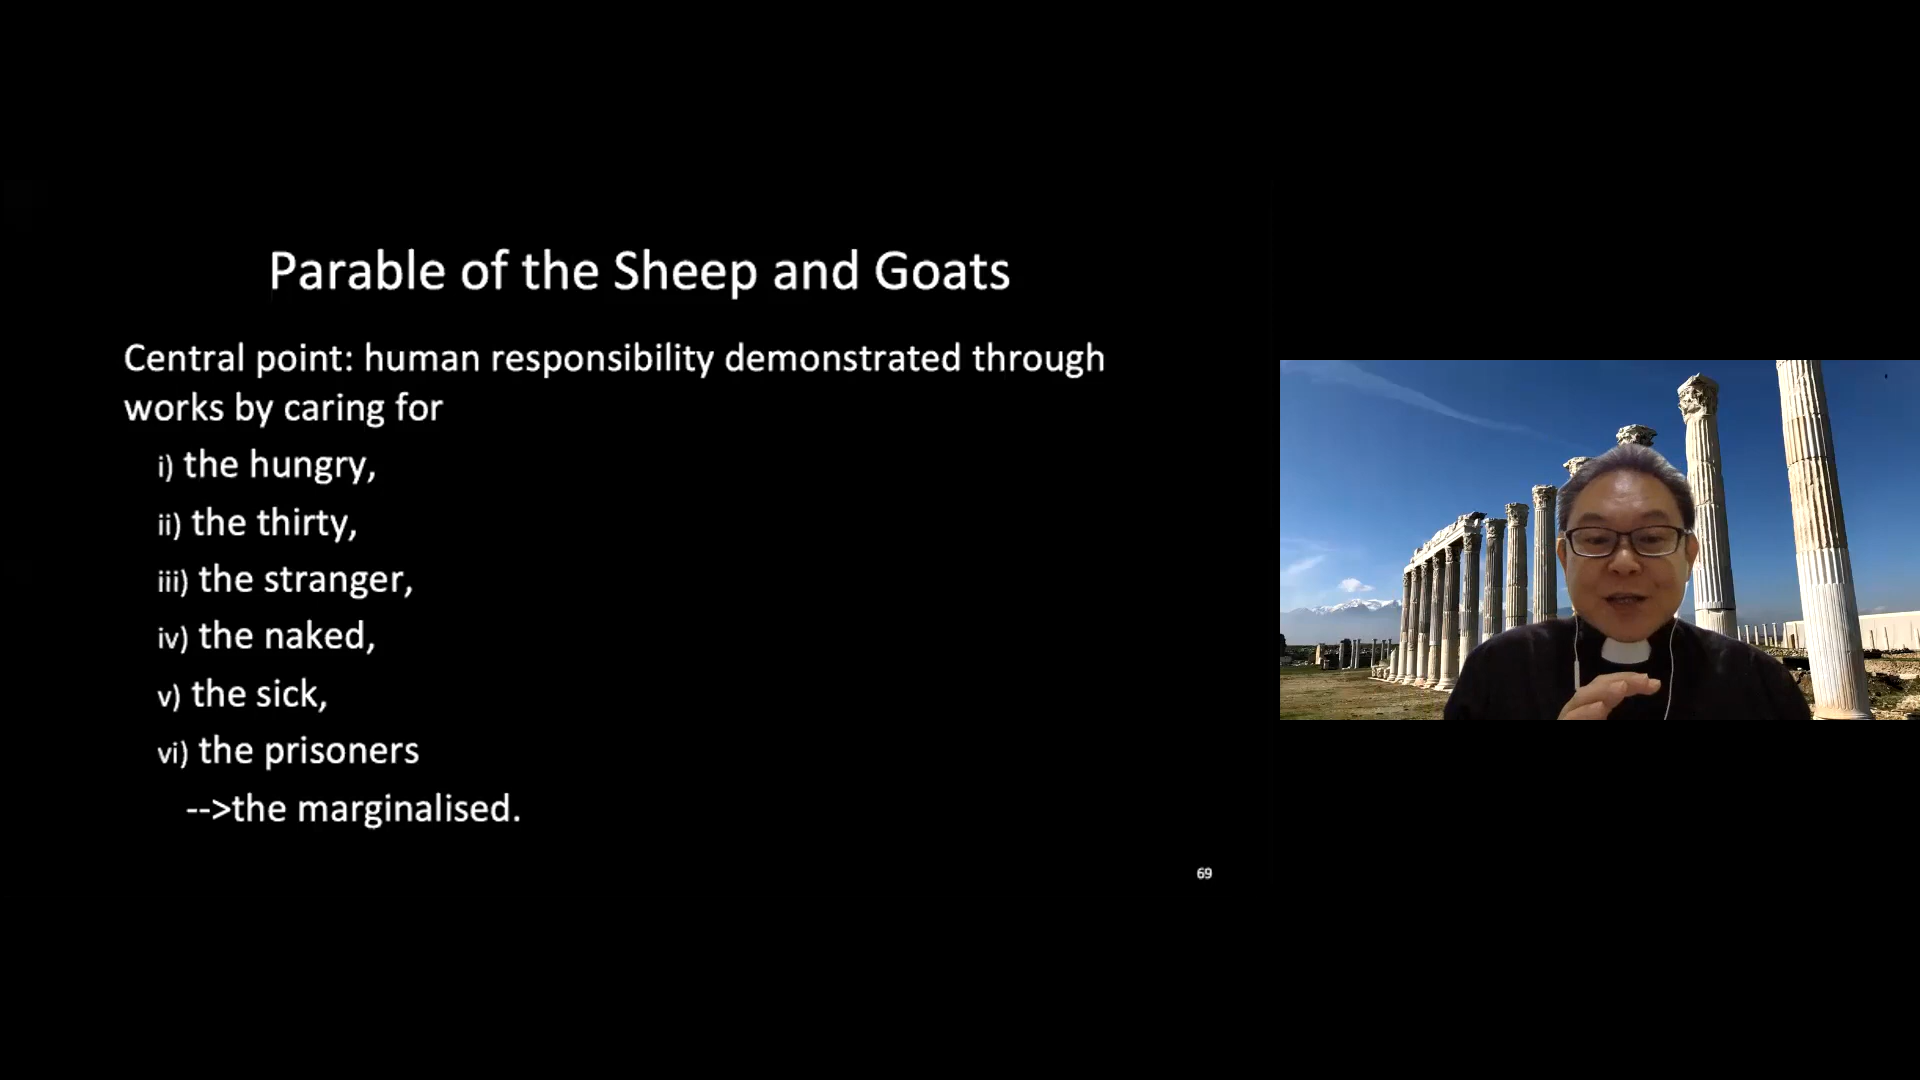 Parable of the Sheep and Goats
Central point: human responsibility demonstrated through
works by caring for
i) the hungry,
ii) the thirty,
iii) the stranger,
iv) the naked,
v) the sick,
vi) the prisoners
-->the marginalised.
69